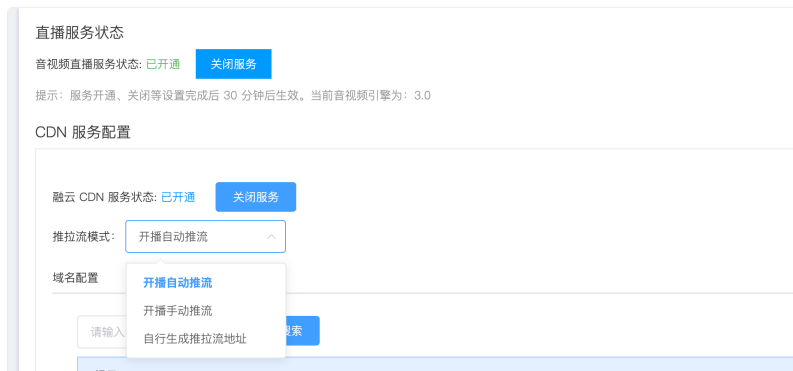 直播服务状态
音视频直播服务状态: 已开通 关闭服务
提示：服务开通、关闭等设置完成后 30 分钟后生效。当前音视频引擎为：3.0
CDN 服务配置
融云 CDN 服务状态: 已开通 关闭服务
推拉流模式： 开播自动推流
域名配置
开播自动推流
开播手动推流
请输入 搜索
自行生成推拉流地址